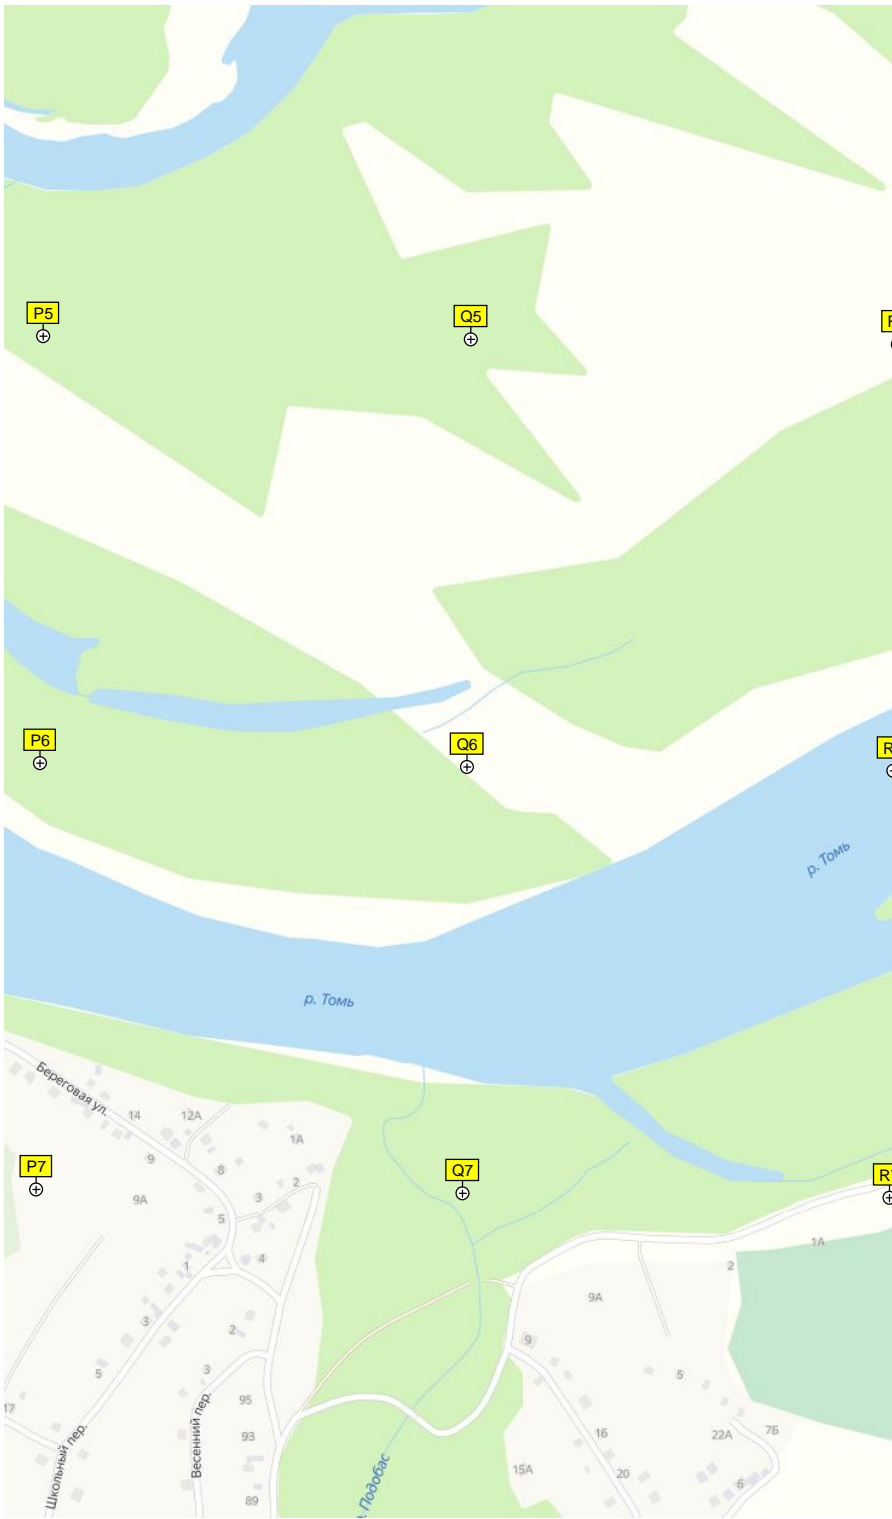 P5
Q5
P6
Q6
R
р. Томь
р. Томь
Береговая ул.
14
12А
1А
9
8
2
P7
Q7
R
9А
3
5
4
1А
1
2
9А
3
2
9
3
5
5
95
17
93
16
22А
7Б
Школьный пер.
Весенний пер.
15А
20
6
89
Подобас